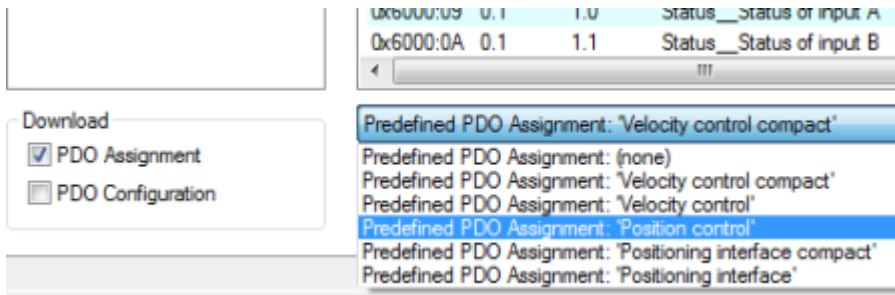 0x6000:09 0.1 1.0 Status__Status of input A
0x6000:0A 0.1 1.1 Status__Status of input B
Download
PDO Assignment
PDO Configuration
Predefined PDO Assignment: 'Velocity control compact'
Predefined PDO Assignment: (none)
Predefined PDO Assignment: 'Velocity control compact'
Predefined PDO Assignment: 'Velocity control'
Predefined PDO Assignment: 'Position control'
Predefined PDO Assignment: 'Positioning interface compact'
Predefined PDO Assignment: 'Positioning interface'